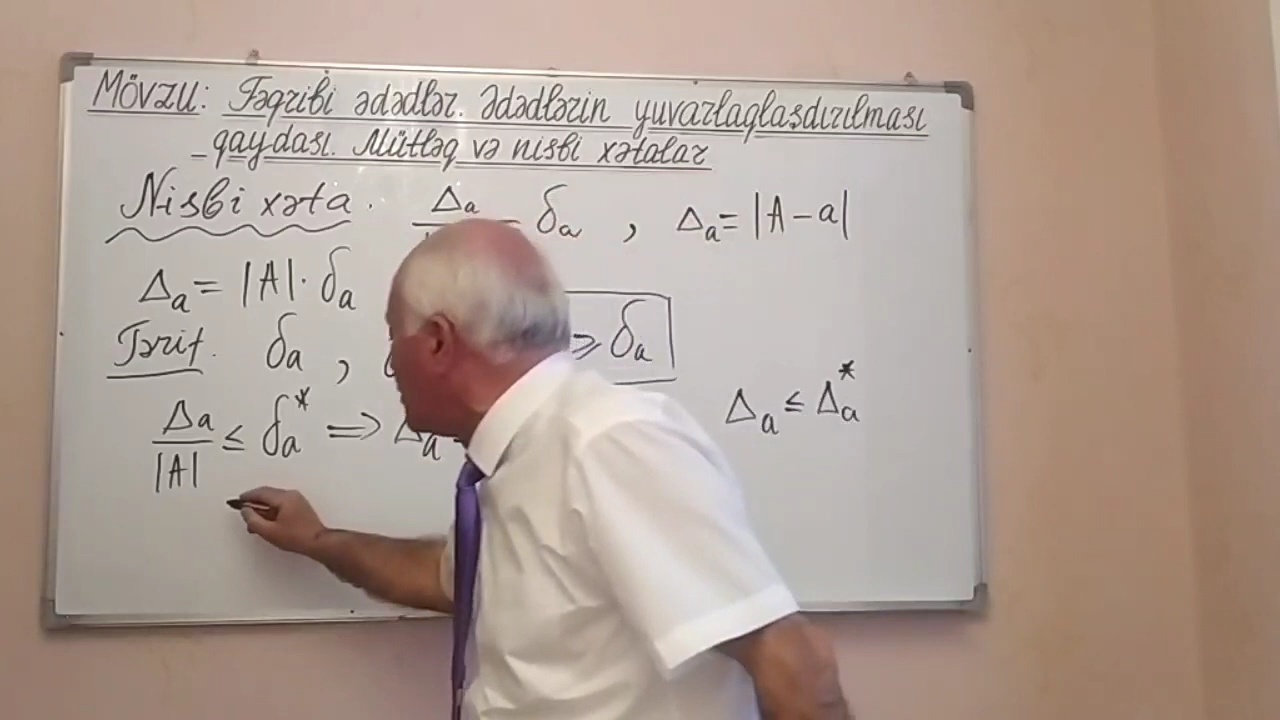 MÖVZU: Təqribi ədədlər. Ədədlərin yuvarlaqlaşdırılması
qaydası. Mütləq və nisbi xətalar
Nisbi xəta. Δa δa , Δa = |A - a|
Δa = |A| · δa
Tərif. δa , ⇒ δa
Δa ≤ Δa*
Δa/|A| ≤ δa* ⇒ Δa